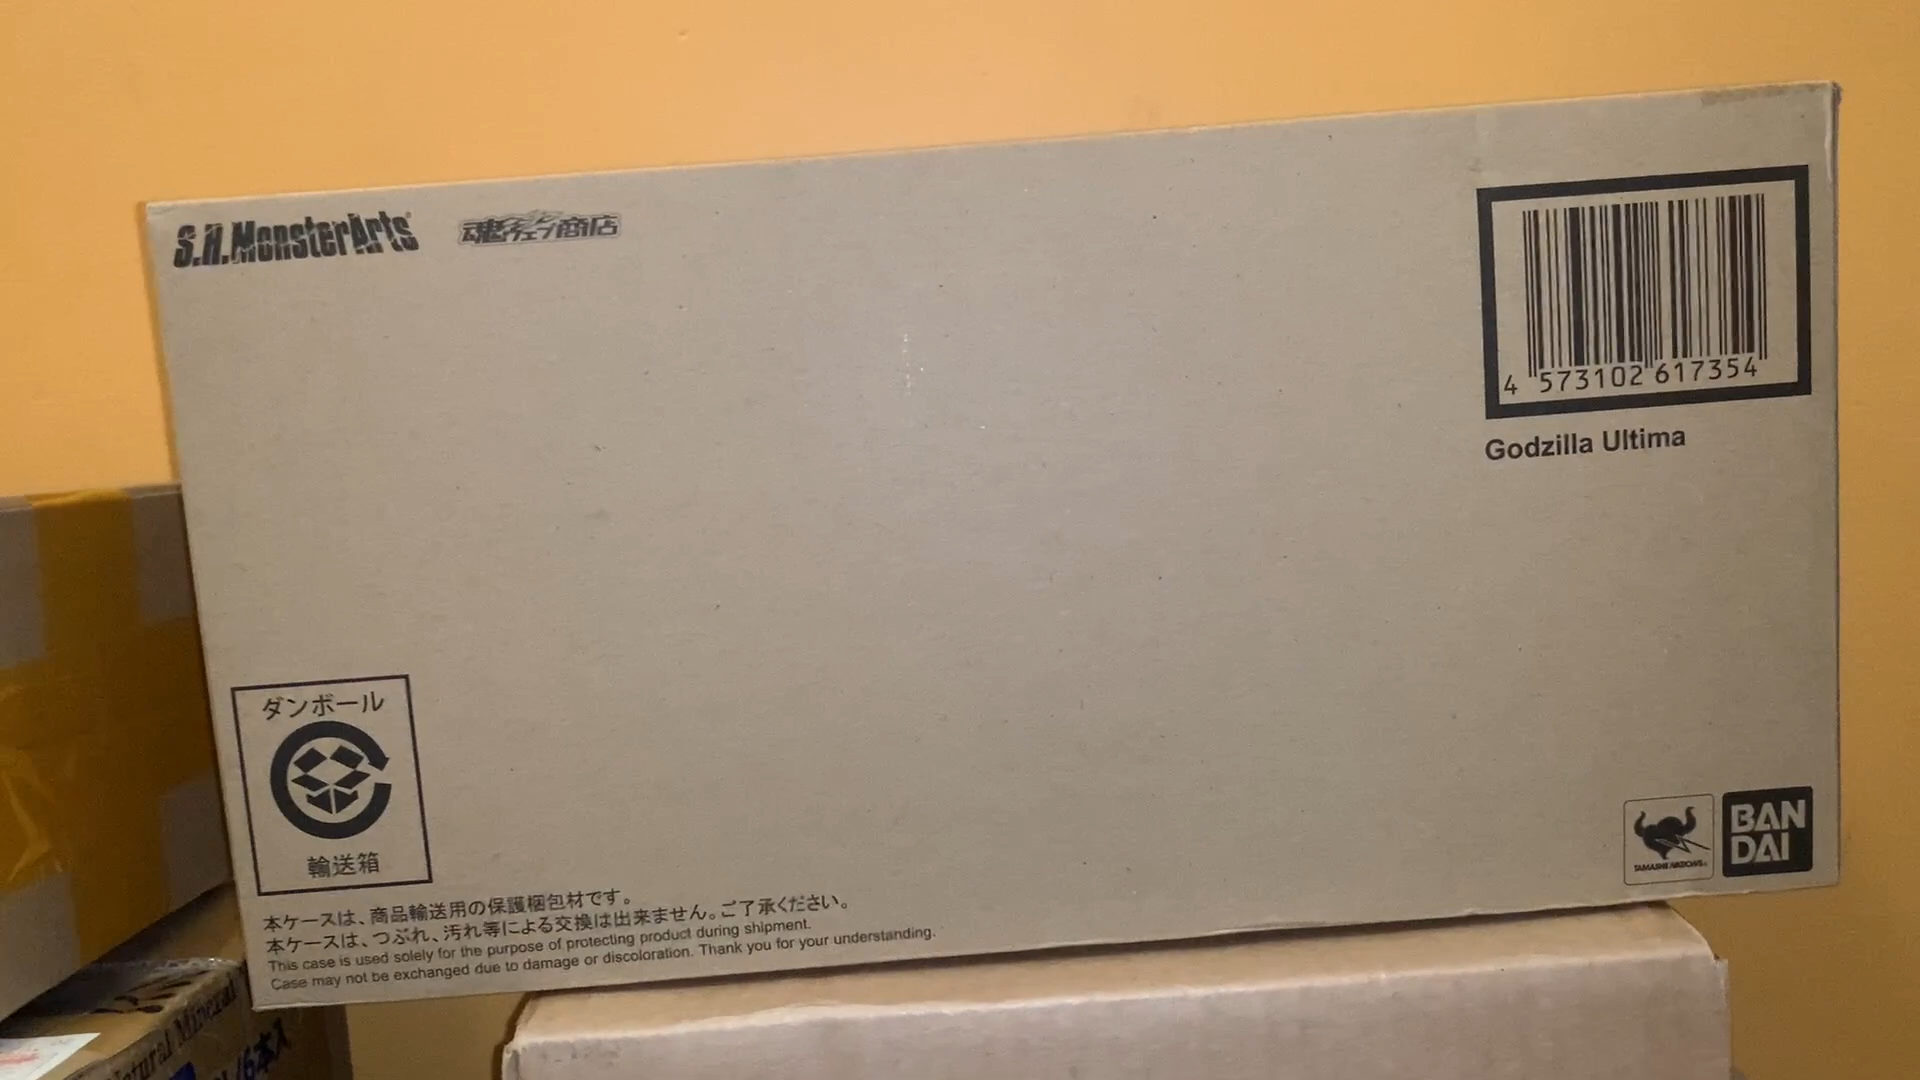 S.H.MonsterArts
魂ウェブ商店
4 573102 617354
Godzilla Ultima
ダンボール
輸送箱
本ケースは、商品輸送用の保護梱包材です。
本ケースは、つぶれ、汚れ等による交換は出来ません。ご了承ください。
This case is used solely for the purpose of protecting product during shipment.
Case may not be exchanged due to damage or discoloration. Thank you for your understanding.
TAMASHII NATIONS
BAN
DAI
Natural Mineral
/6本入